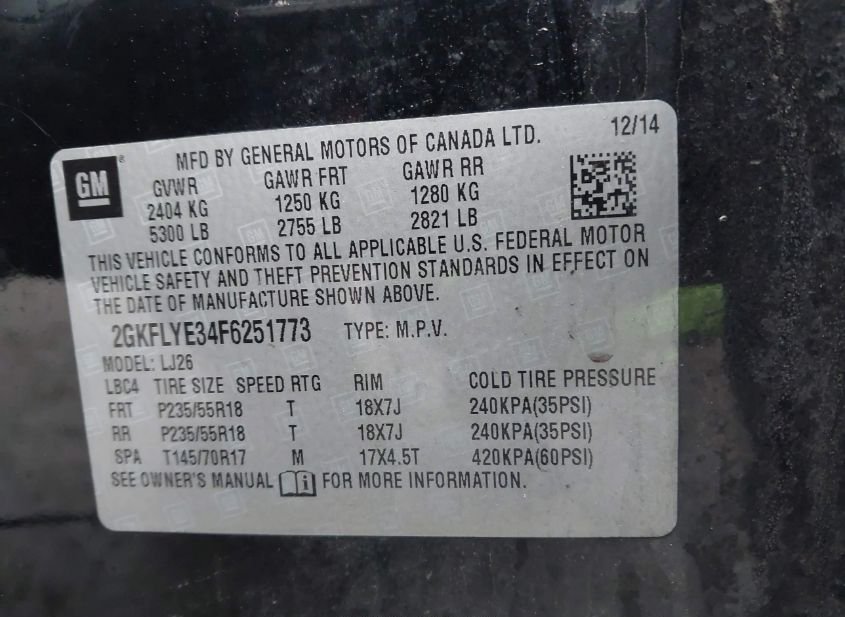 12/14
GM
MFD BY GENERAL MOTORS OF CANADA LTD.
GVWR GAWR FRT GAWR RR
2404 KG 1250 KG 1280 KG
5300 LB 2755 LB 2821 LB
THIS VEHICLE CONFORMS TO ALL APPLICABLE U.S. FEDERAL MOTOR
VEHICLE SAFETY AND THEFT PREVENTION STANDARDS IN EFFECT ON
THE DATE OF MANUFACTURE SHOWN ABOVE.
2GKFLYE34F6251773 TYPE: M.P.V.
MODEL: LJ26
LBC4 TIRE SIZE SPEED RTG RIM COLD TIRE PRESSURE
FRT P235/55R18 T 18X7J 240KPA(35PSI)
RR P235/55R18 T 18X7J 240KPA(35PSI)
SPA T145/70R17 M 17X4.5T 420KPA(60PSI)
SEE OWNER'S MANUAL i FOR MORE INFORMATION.